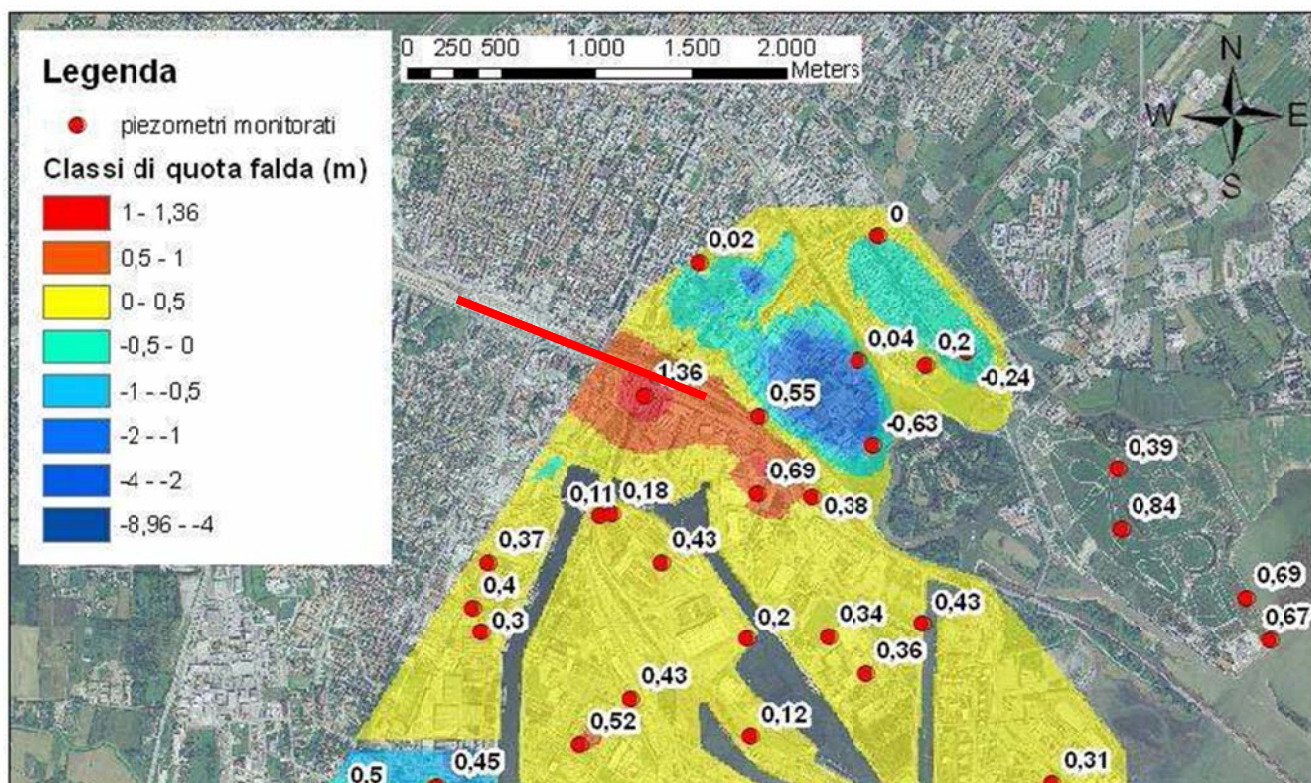 Legenda
piezometri monitorati
Classi di quota falda (m)
1 - 1,36
0,5 - 1
0 - 0,5
-0,5 - 0
-1 - -0,5
-2 - -1
-4 - -2
-8,96 - -4
0 250 500 1.000 1.500 2.000
Meters
N
W E
S
0
0,02
0,04
0,2
-0,24
1,36
0,55
-0,63
0,39
0,69
0,38
0,84
0,11
0,18
0,37
0,43
0,4
0,3
0,69
0,67
0,2
0,34
0,43
0,36
0,43
0,52
0,12
0,5
0,45
0,31